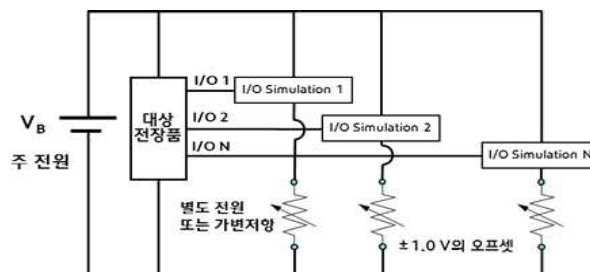 I/O 1
I/O Simulation 1
대상
전장품
V_B
주 전원
I/O 2
I/O Simulation 2
I/O N
I/O Simulation N
별도 전원
또는 가변저항
±1.0 V의 오프셋